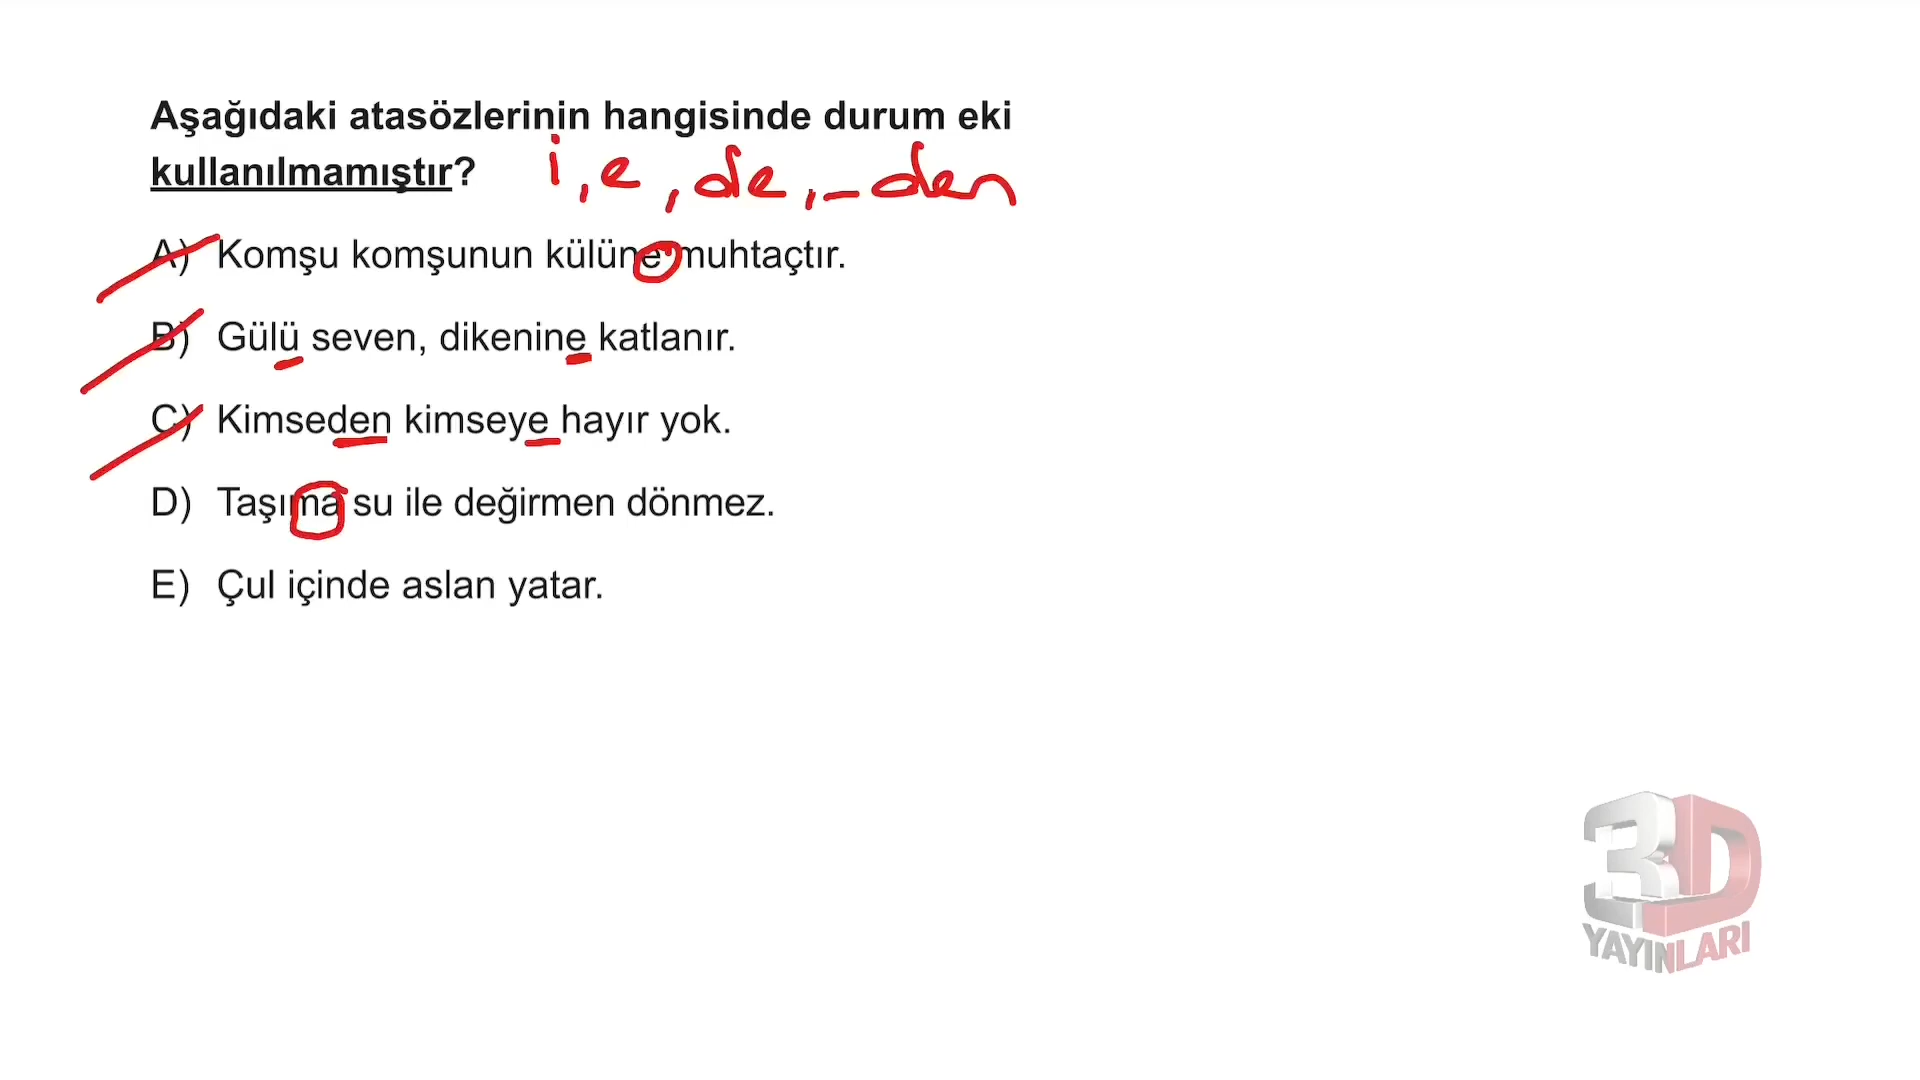 Aşağıdaki atasözlerinin hangisinde durum eki
kullanılmamıştır? i, e, de, -den
A) Komşu komşunun külüne muhtaçtır.
B) Gülü seven, dikenine katlanır.
C) Kimseden kimseye hayır yok.
D) Taşıma su ile değirmen dönmez.
E) Çul içinde aslan yatar.
3D
YAYINLARI